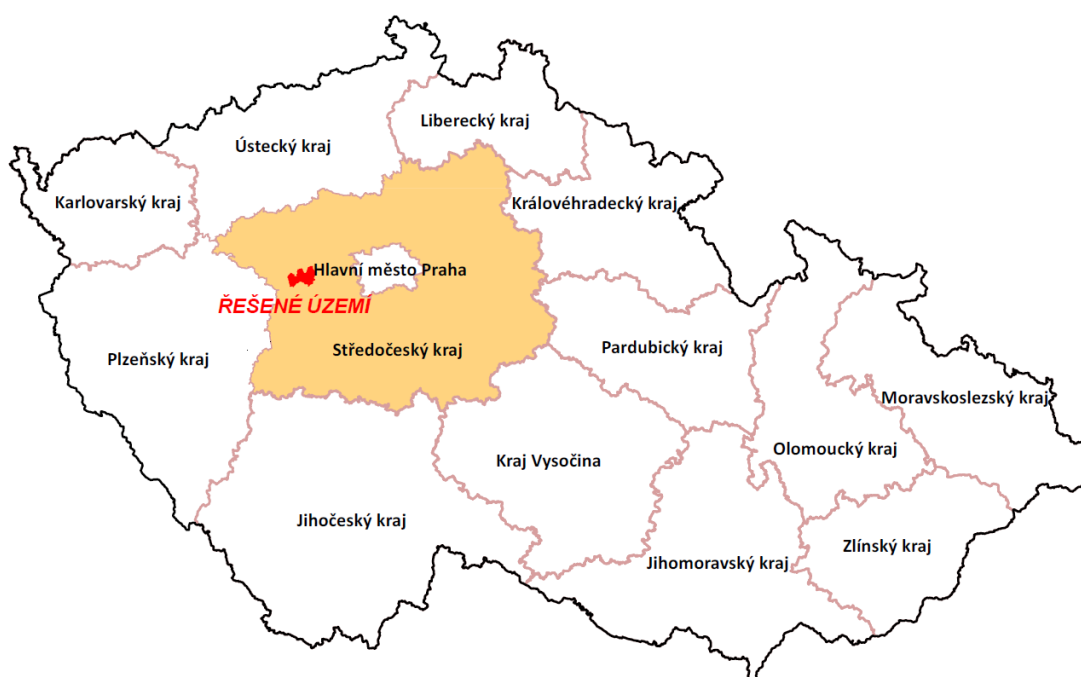 Liberecký kraj
Ústecký kraj
Karlovarský kraj
Královéhradecký kraj
Hlavní město Praha
ŘEŠENÉ ÚZEMÍ
Středočeský kraj
Plzeňský kraj
Pardubický kraj
Moravskoslezský kraj
Olomoucký kraj
Kraj Vysočina
Jihočeský kraj
Zlínský kraj
Jihomoravský kraj